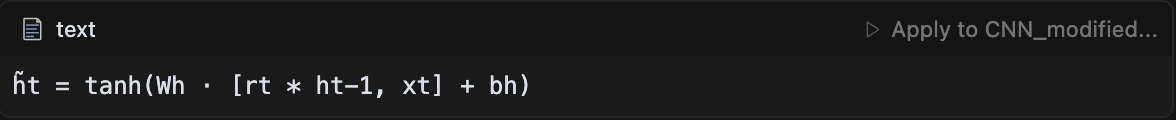 text
Apply to CNN_modified...
h̃t = tanh(Wh · [rt * ht-1, xt] + bh)